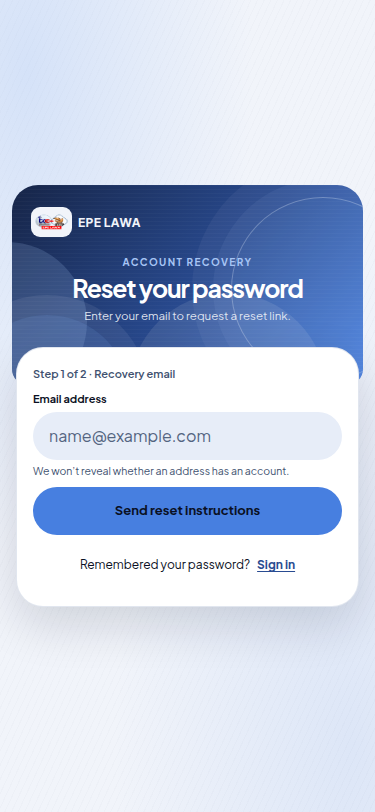 EPE LAWA
ACCOUNT RECOVERY
Reset your password
Enter your email to request a reset link.
Step 1 of 2 · Recovery email
Email address
name@example.com
We won't reveal whether an address has an account.
Send reset instructions
Remembered your password? Sign in